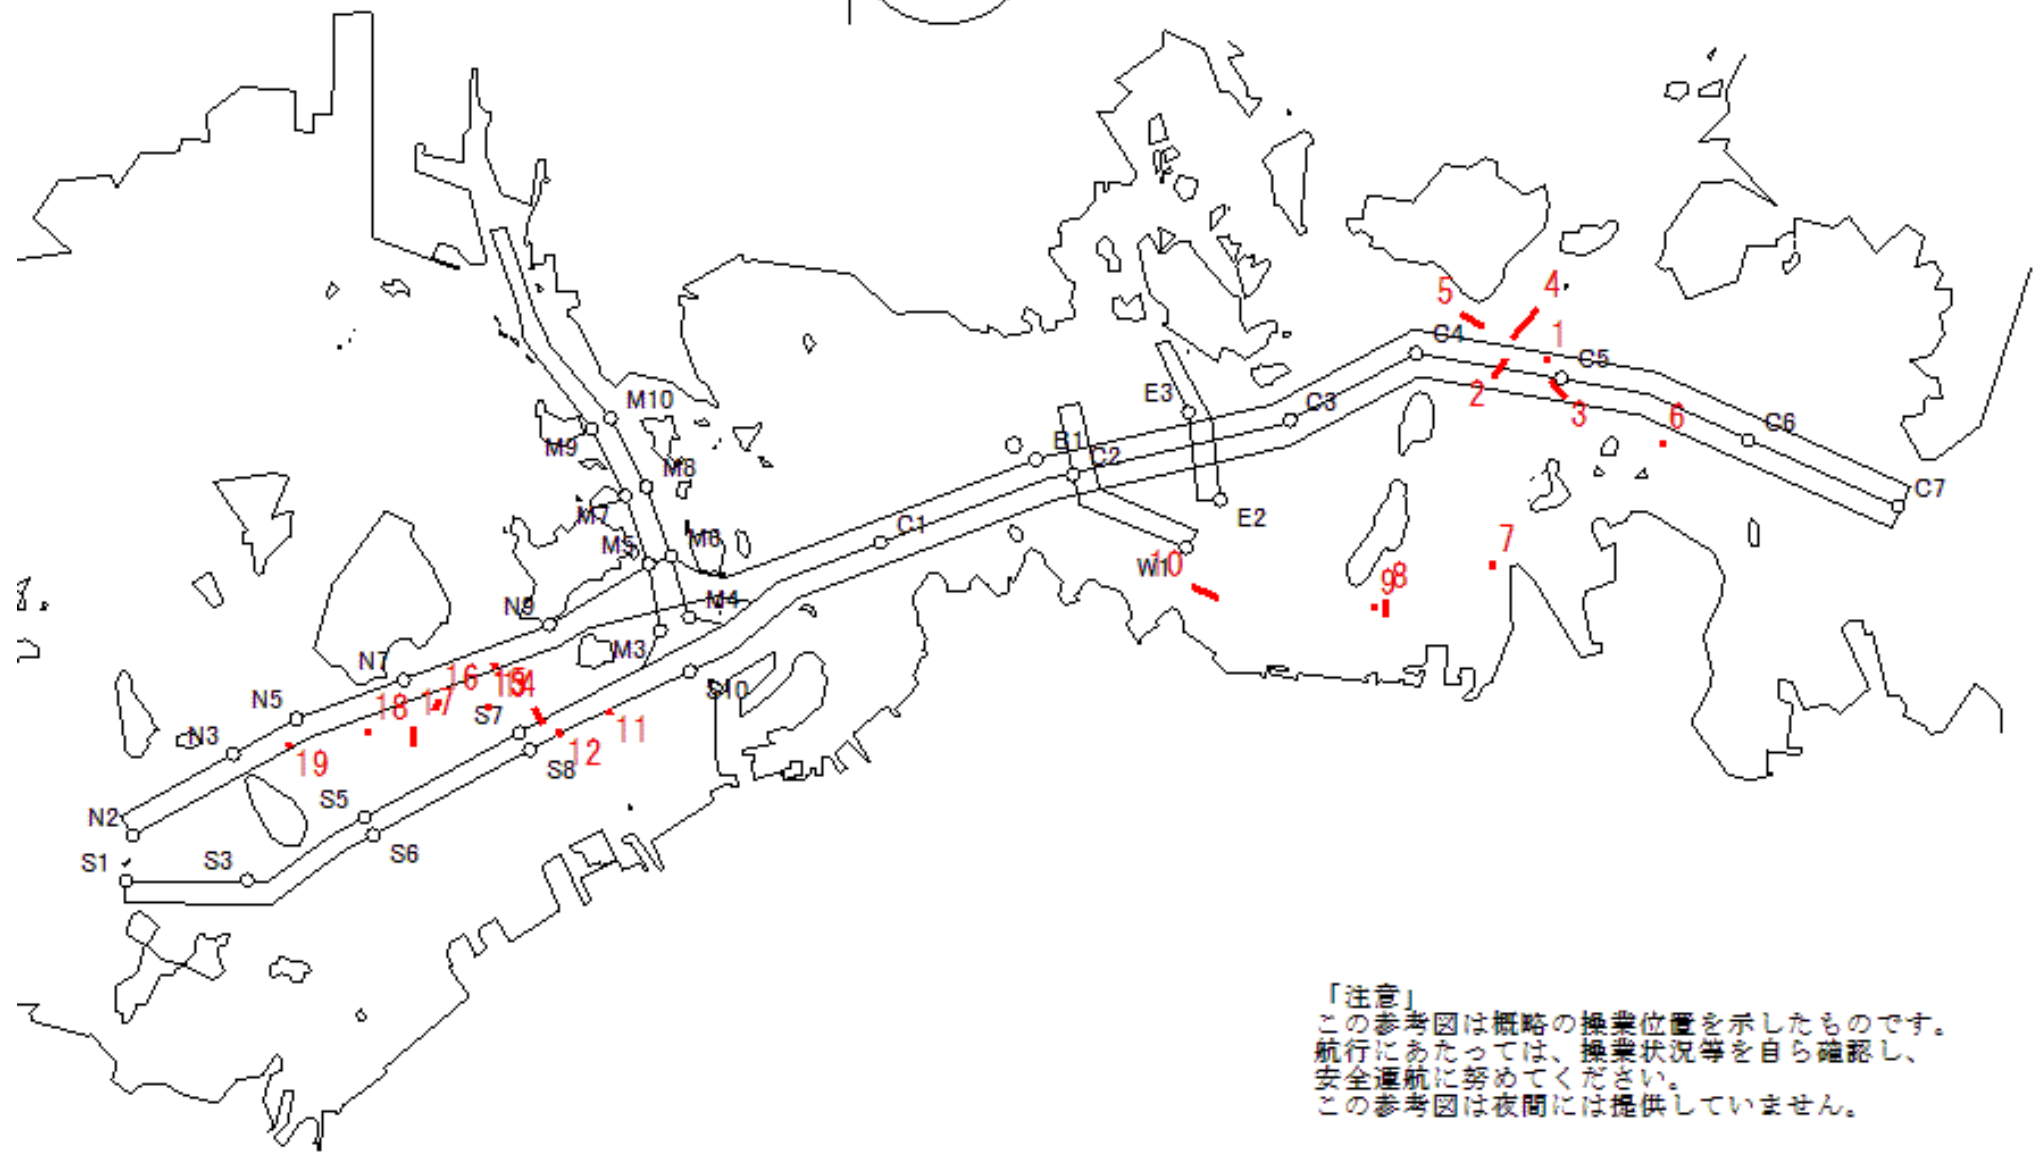 5
4
C4
1
C5
2
3
6
C6
C7
E3
C3
M10
M9
B1
C2
M8
M7
E2
C1
7
M5
M6
W1
10
9
8
N9
M4
M3
N7
16
15
14
S10
N5
18
17
S7
11
N3
19
12
S8
S5
N2
S6
S1
S3
「注意」
この参考図は概略の操業位置を示したものです。
航行にあたっては、操業状況等を自ら確認し、
安全運航に努めてください。
この参考図は夜間には提供していません。